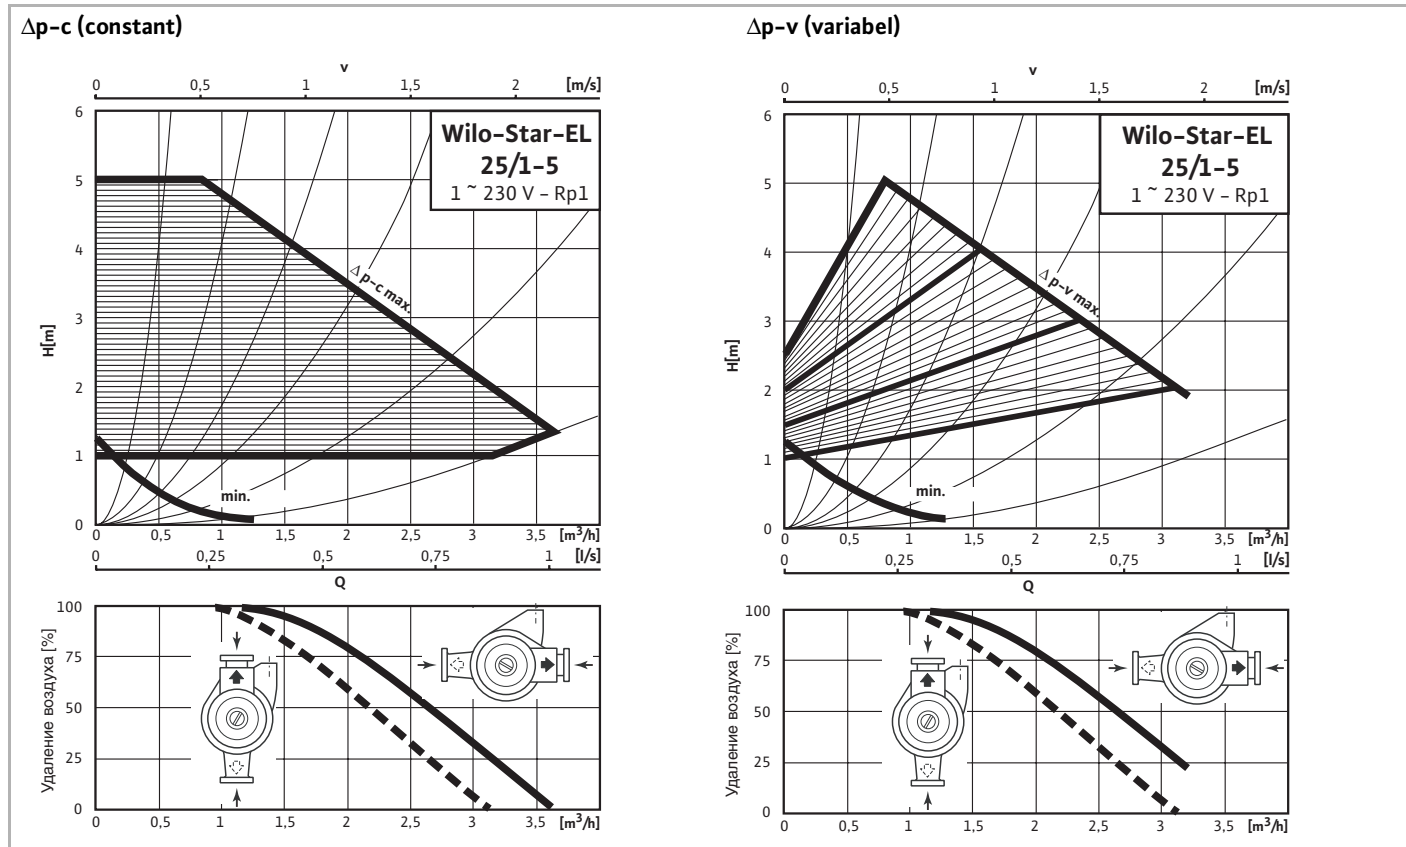 Δp-c (constant)
v
0 0,5 1 1,5 2 [m/s]
Wilo-Star-EL
25/1-5
1 ~ 230 V - Rp1
6
5
4
3
2
1
0
H[m]
Δ p-c max.
min.
0,5 1 1,5 2 2,5 3 3,5 [m³/h]
0 0,25 0,5 0,75 1 [l/s]
Q
Удаление воздуха [%]
100
75
50
25
0
0 0,5 1 1,5 2 2,5 3 3,5 [m³/h]
Δp-v (variabel)
v
0 0,5 1 1,5 2 [m/s]
Wilo-Star-EL
25/1-5
1 ~ 230 V - Rp1
6
5
4
3
2
1
0
H[m]
Δ p-v max.
min.
0,5 1 1,5 2 2,5 3 3,5 [m³/h]
0 0,25 0,5 0,75 1 [l/s]
Q
Удаление воздуха [%]
100
75
50
25
0
0 0,5 1 1,5 2 2,5 3 3,5 [m³/h]